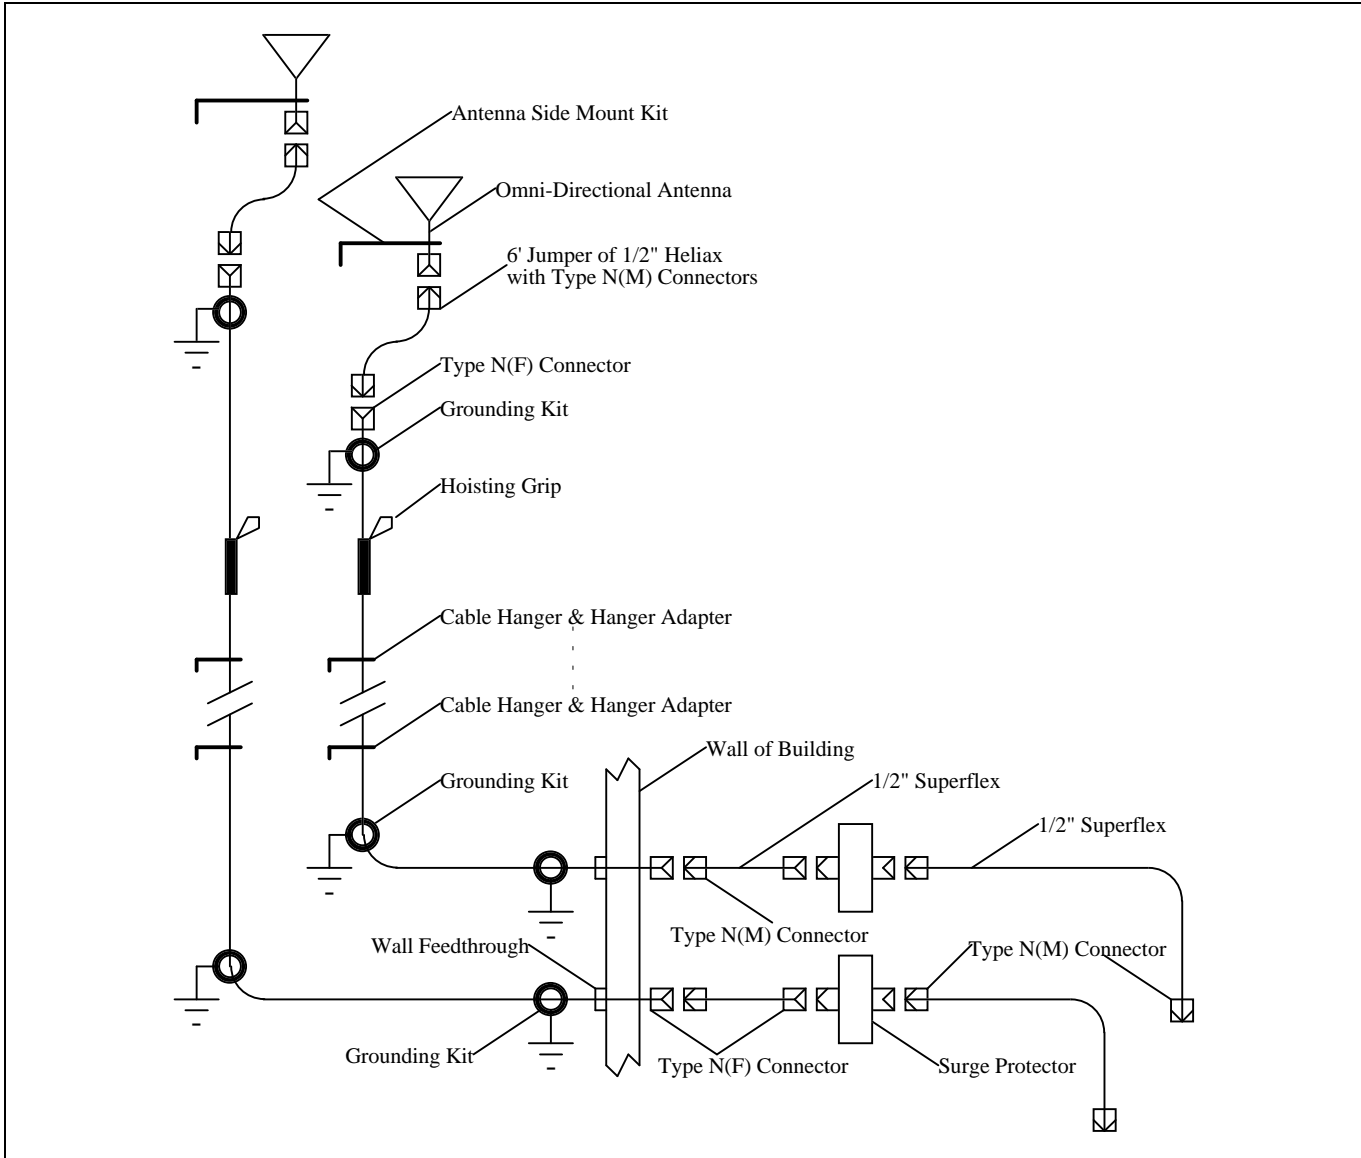 Antenna Side Mount Kit
Omni-Directional Antenna
6' Jumper of 1/2" Heliax
with Type N(M) Connectors
Type N(F) Connector
Grounding Kit
Hoisting Grip
Cable Hanger & Hanger Adapter
Cable Hanger & Hanger Adapter
Wall of Building
Grounding Kit
1/2" Superflex
1/2" Superflex
Type N(M) Connector
Wall Feedthrough
Type N(M) Connector
Grounding Kit
Type N(F) Connector
Surge Protector